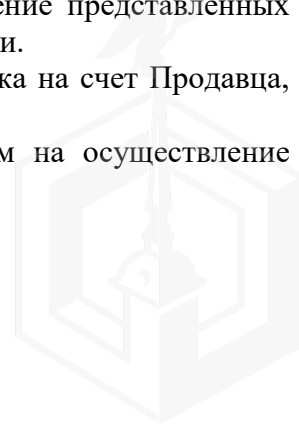 ение представленных
и.
ка на счет Продавца,
м на осуществление